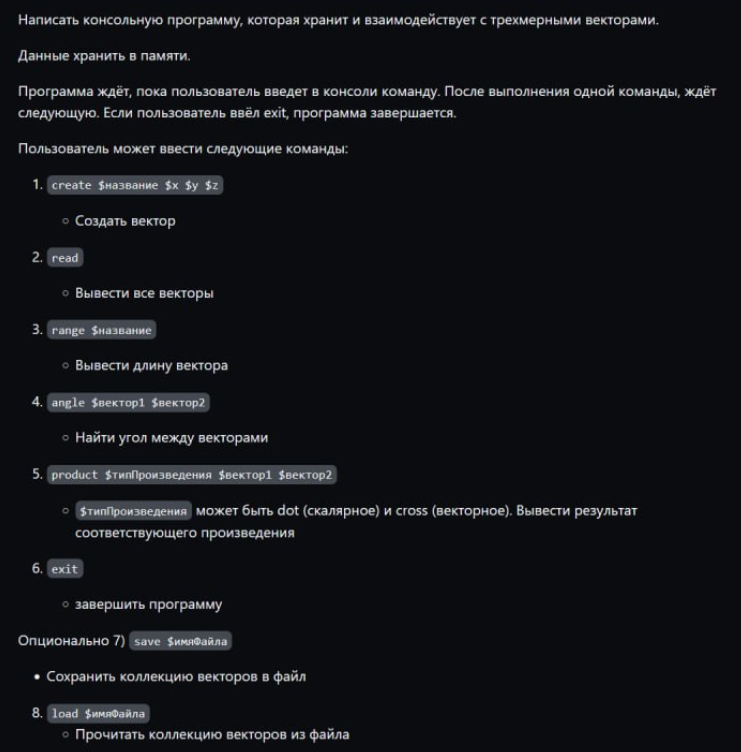 Написать консольную программу, которая хранит и взаимодействует с трехмерными векторами.
Данные хранить в памяти.
Программа ждёт, пока пользователь введет в консоли команду. После выполнения одной команды, ждёт
следующую. Если пользователь ввёл exit, программа завершается.
Пользователь может ввести следующие команды:
1. create $название $x $y $z
Создать вектор
2. read
Вывести все векторы
3. range $название
Вывести длину вектора
4. angle $вектор1 $вектор2
Найти угол между векторами
5. product $типПроизведения $вектор1 $вектор2
$типПроизведения может быть dot (скалярное) и cross (векторное). Вывести результат
соответствующего произведения
6. exit
завершить программу
Опционально 7) save $имяФайла
Сохранить коллекцию векторов в файл
8. load $имяФайла
Прочитать коллекцию векторов из файла